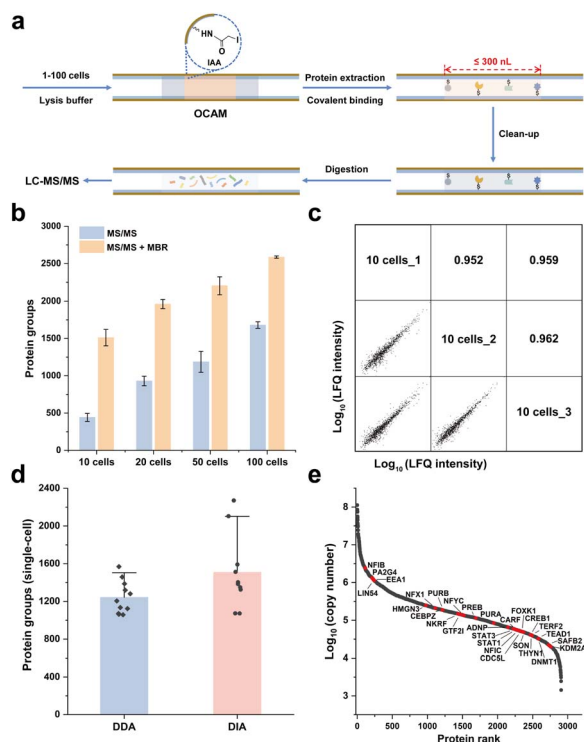 a
HN
I
O
IAA
1-100 cells
Lysis buffer
OCAM
Protein extraction
Covalent binding
≤ 300 nL
S S
S S
Clean-up
LC-MS/MS
Digestion
S S
S S
b
MS/MS
MS/MS + MBR
Protein groups
3000
2500
2000
1500
1000
500
0
10 cells 20 cells 50 cells 100 cells
c
10 cells_1 0.952 0.959
10 cells_2 0.962
10 cells_3
Log10 (LFQ intensity)
Log10 (LFQ intensity)
d
Protein groups (single-cell)
2400
2000
1600
1200
800
400
0
DDA DIA
e
Log10 (copy number)
8
7
6
5
4
3
NFIB
PA2G4
EEA1
LIN54
NFX1
PURB
NFYC
PREB
PURA
FOXK1
CREB1
CARF
TERF2
TEAD1
SAFB2
KDM2A
HMGN3
CEBPZ
NKRF
GTF2I
ADNP
STAT3
STAT1
NFIC
CDC5L
SON
THYN1
DNMT1
0 750 1500 2250 3000
Protein rank